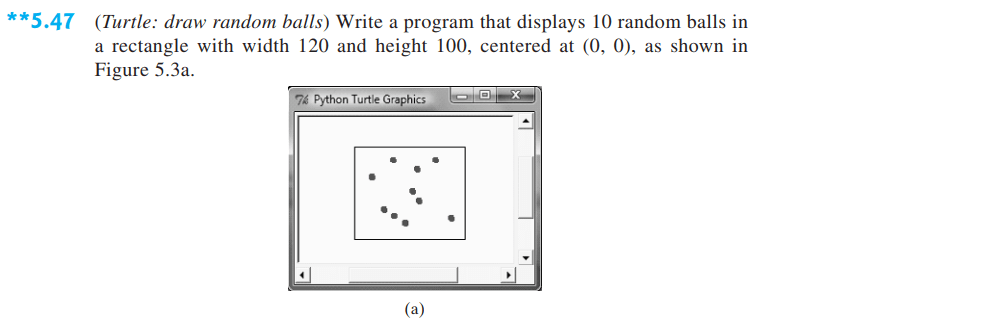 **5.47 (Turtle: draw random balls) Write a program that displays 10 random balls in
a rectangle with width 120 and height 100, centered at (0, 0), as shown in
Figure 5.3a.
Python Turtle Graphics
(a)